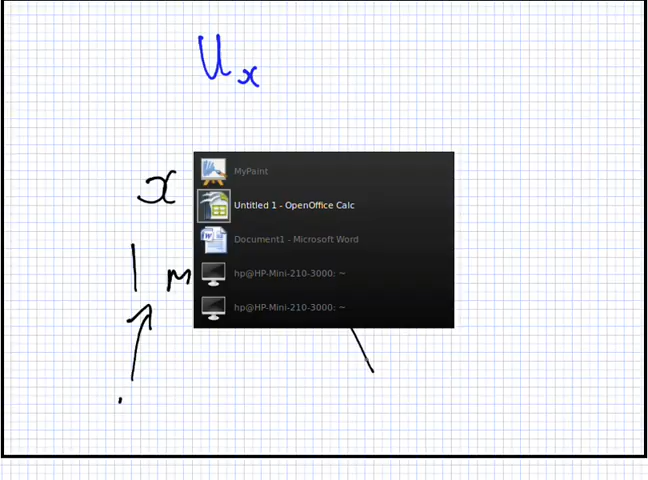 Ux
MyPaint
x
Untitled 1 - OpenOffice Calc
Document1 - Microsoft Word
1 m
hp@HP-Mini-210-3000: ~
hp@HP-Mini-210-3000: ~